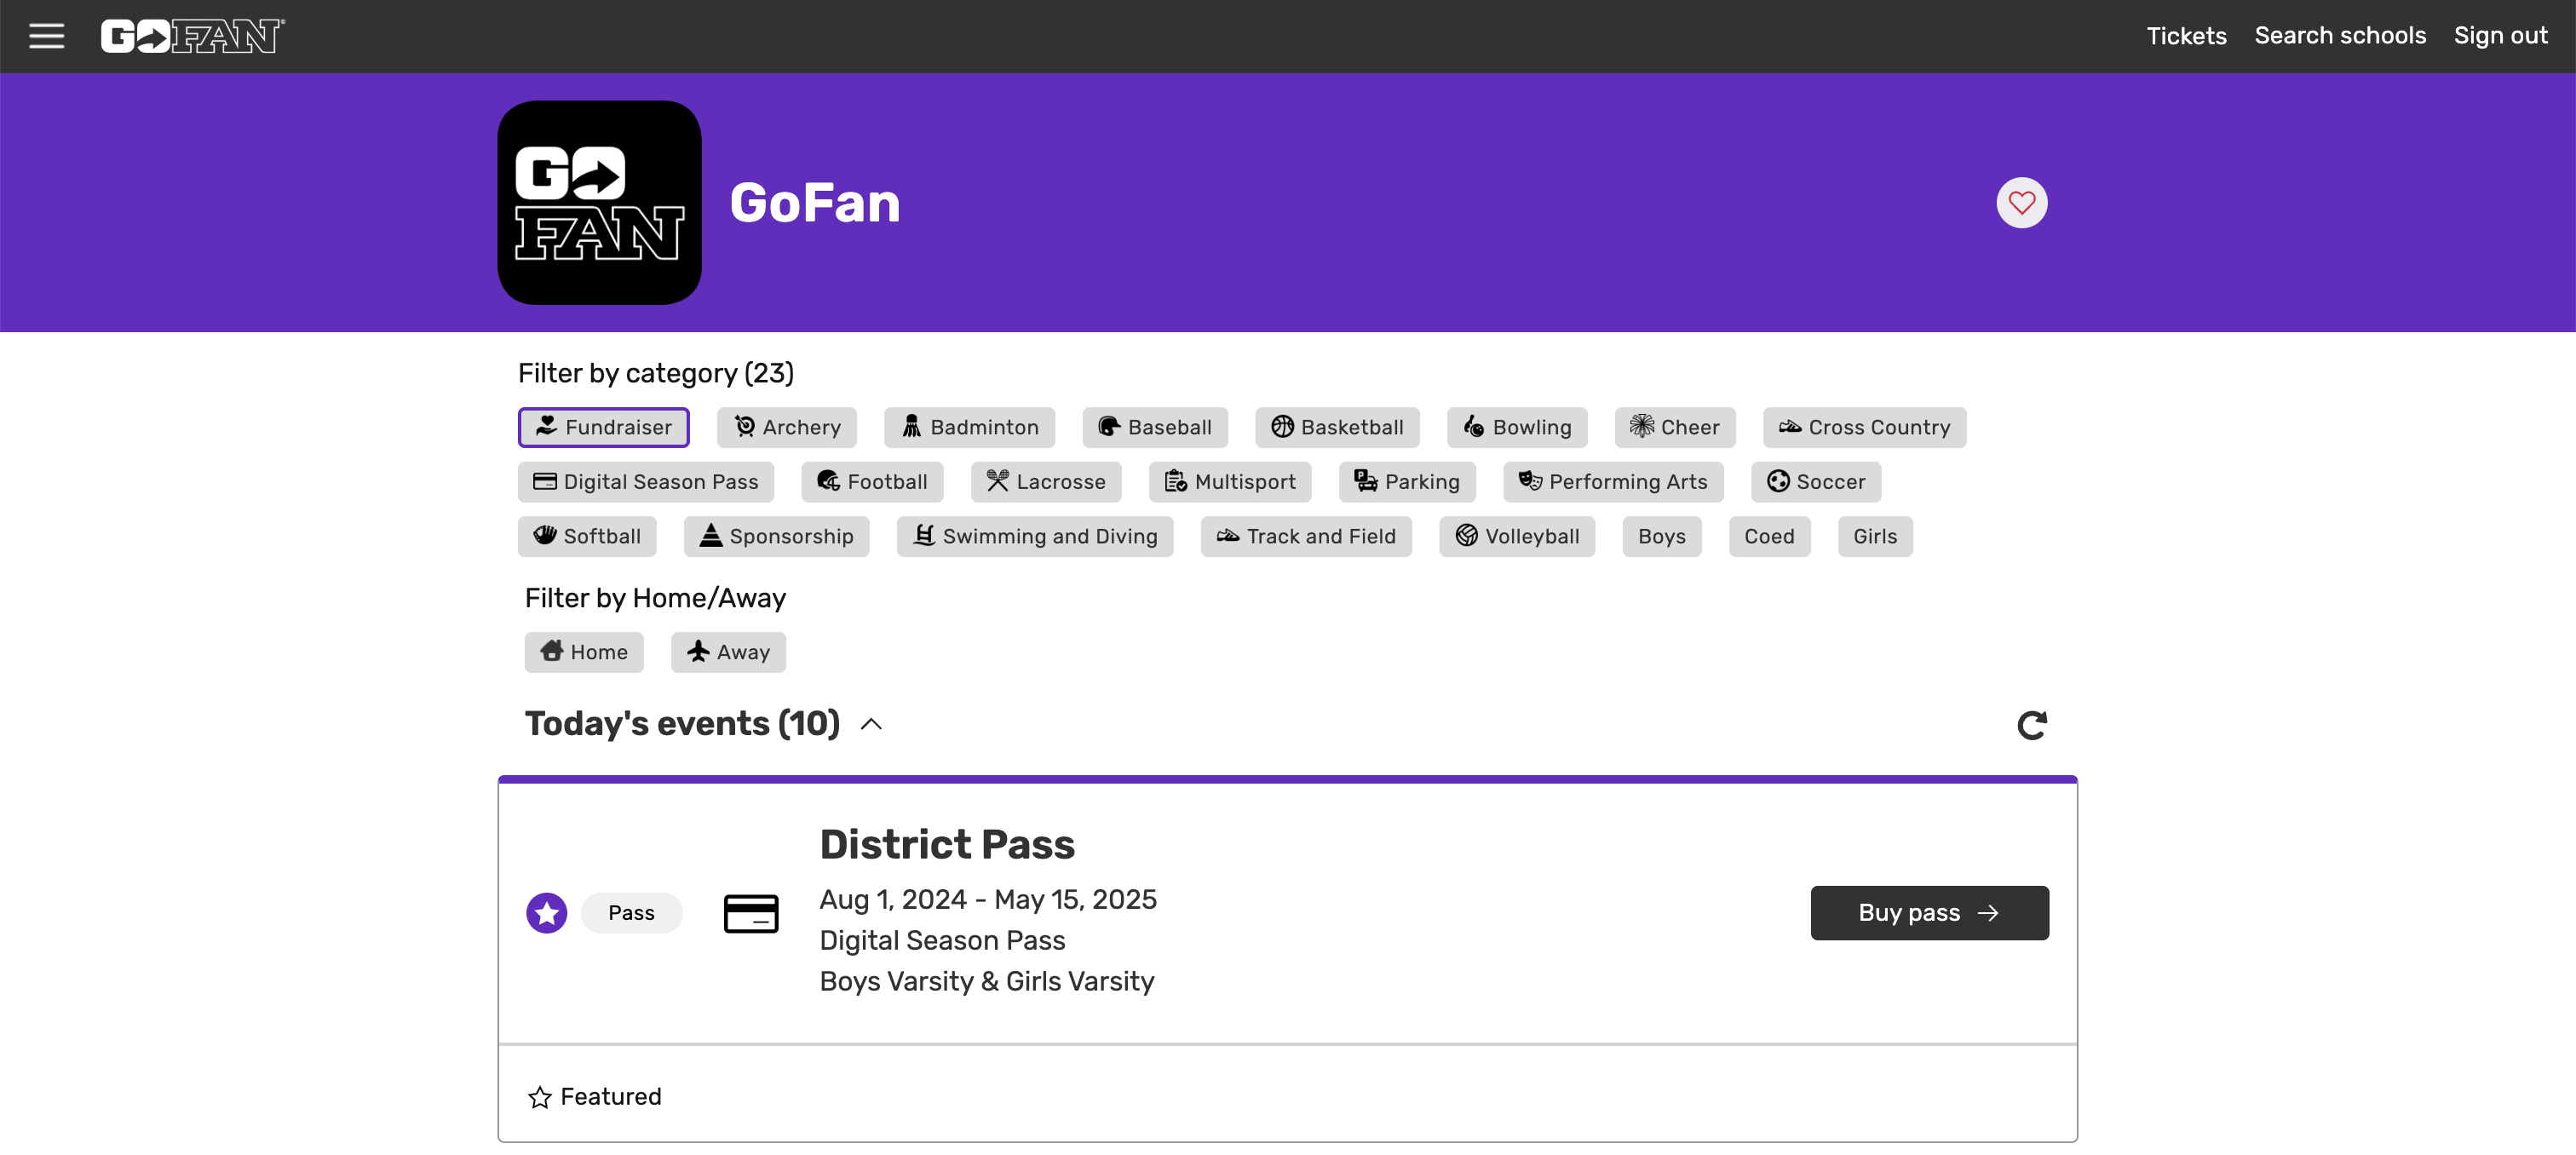 GOFAN® Tickets Search schools Sign out
GO
FAN
GoFan
Filter by category (23)
Fundraiser Archery Badminton Baseball Basketball Bowling Cheer Cross Country
Digital Season Pass Football Lacrosse Multisport Parking Performing Arts Soccer
Softball Sponsorship Swimming and Diving Track and Field Volleyball Boys Coed Girls
Filter by Home/Away
Home Away
Today's events (10)
District Pass
Aug 1, 2024 - May 15, 2025
Pass Buy pass
Digital Season Pass
Boys Varsity & Girls Varsity
Featured